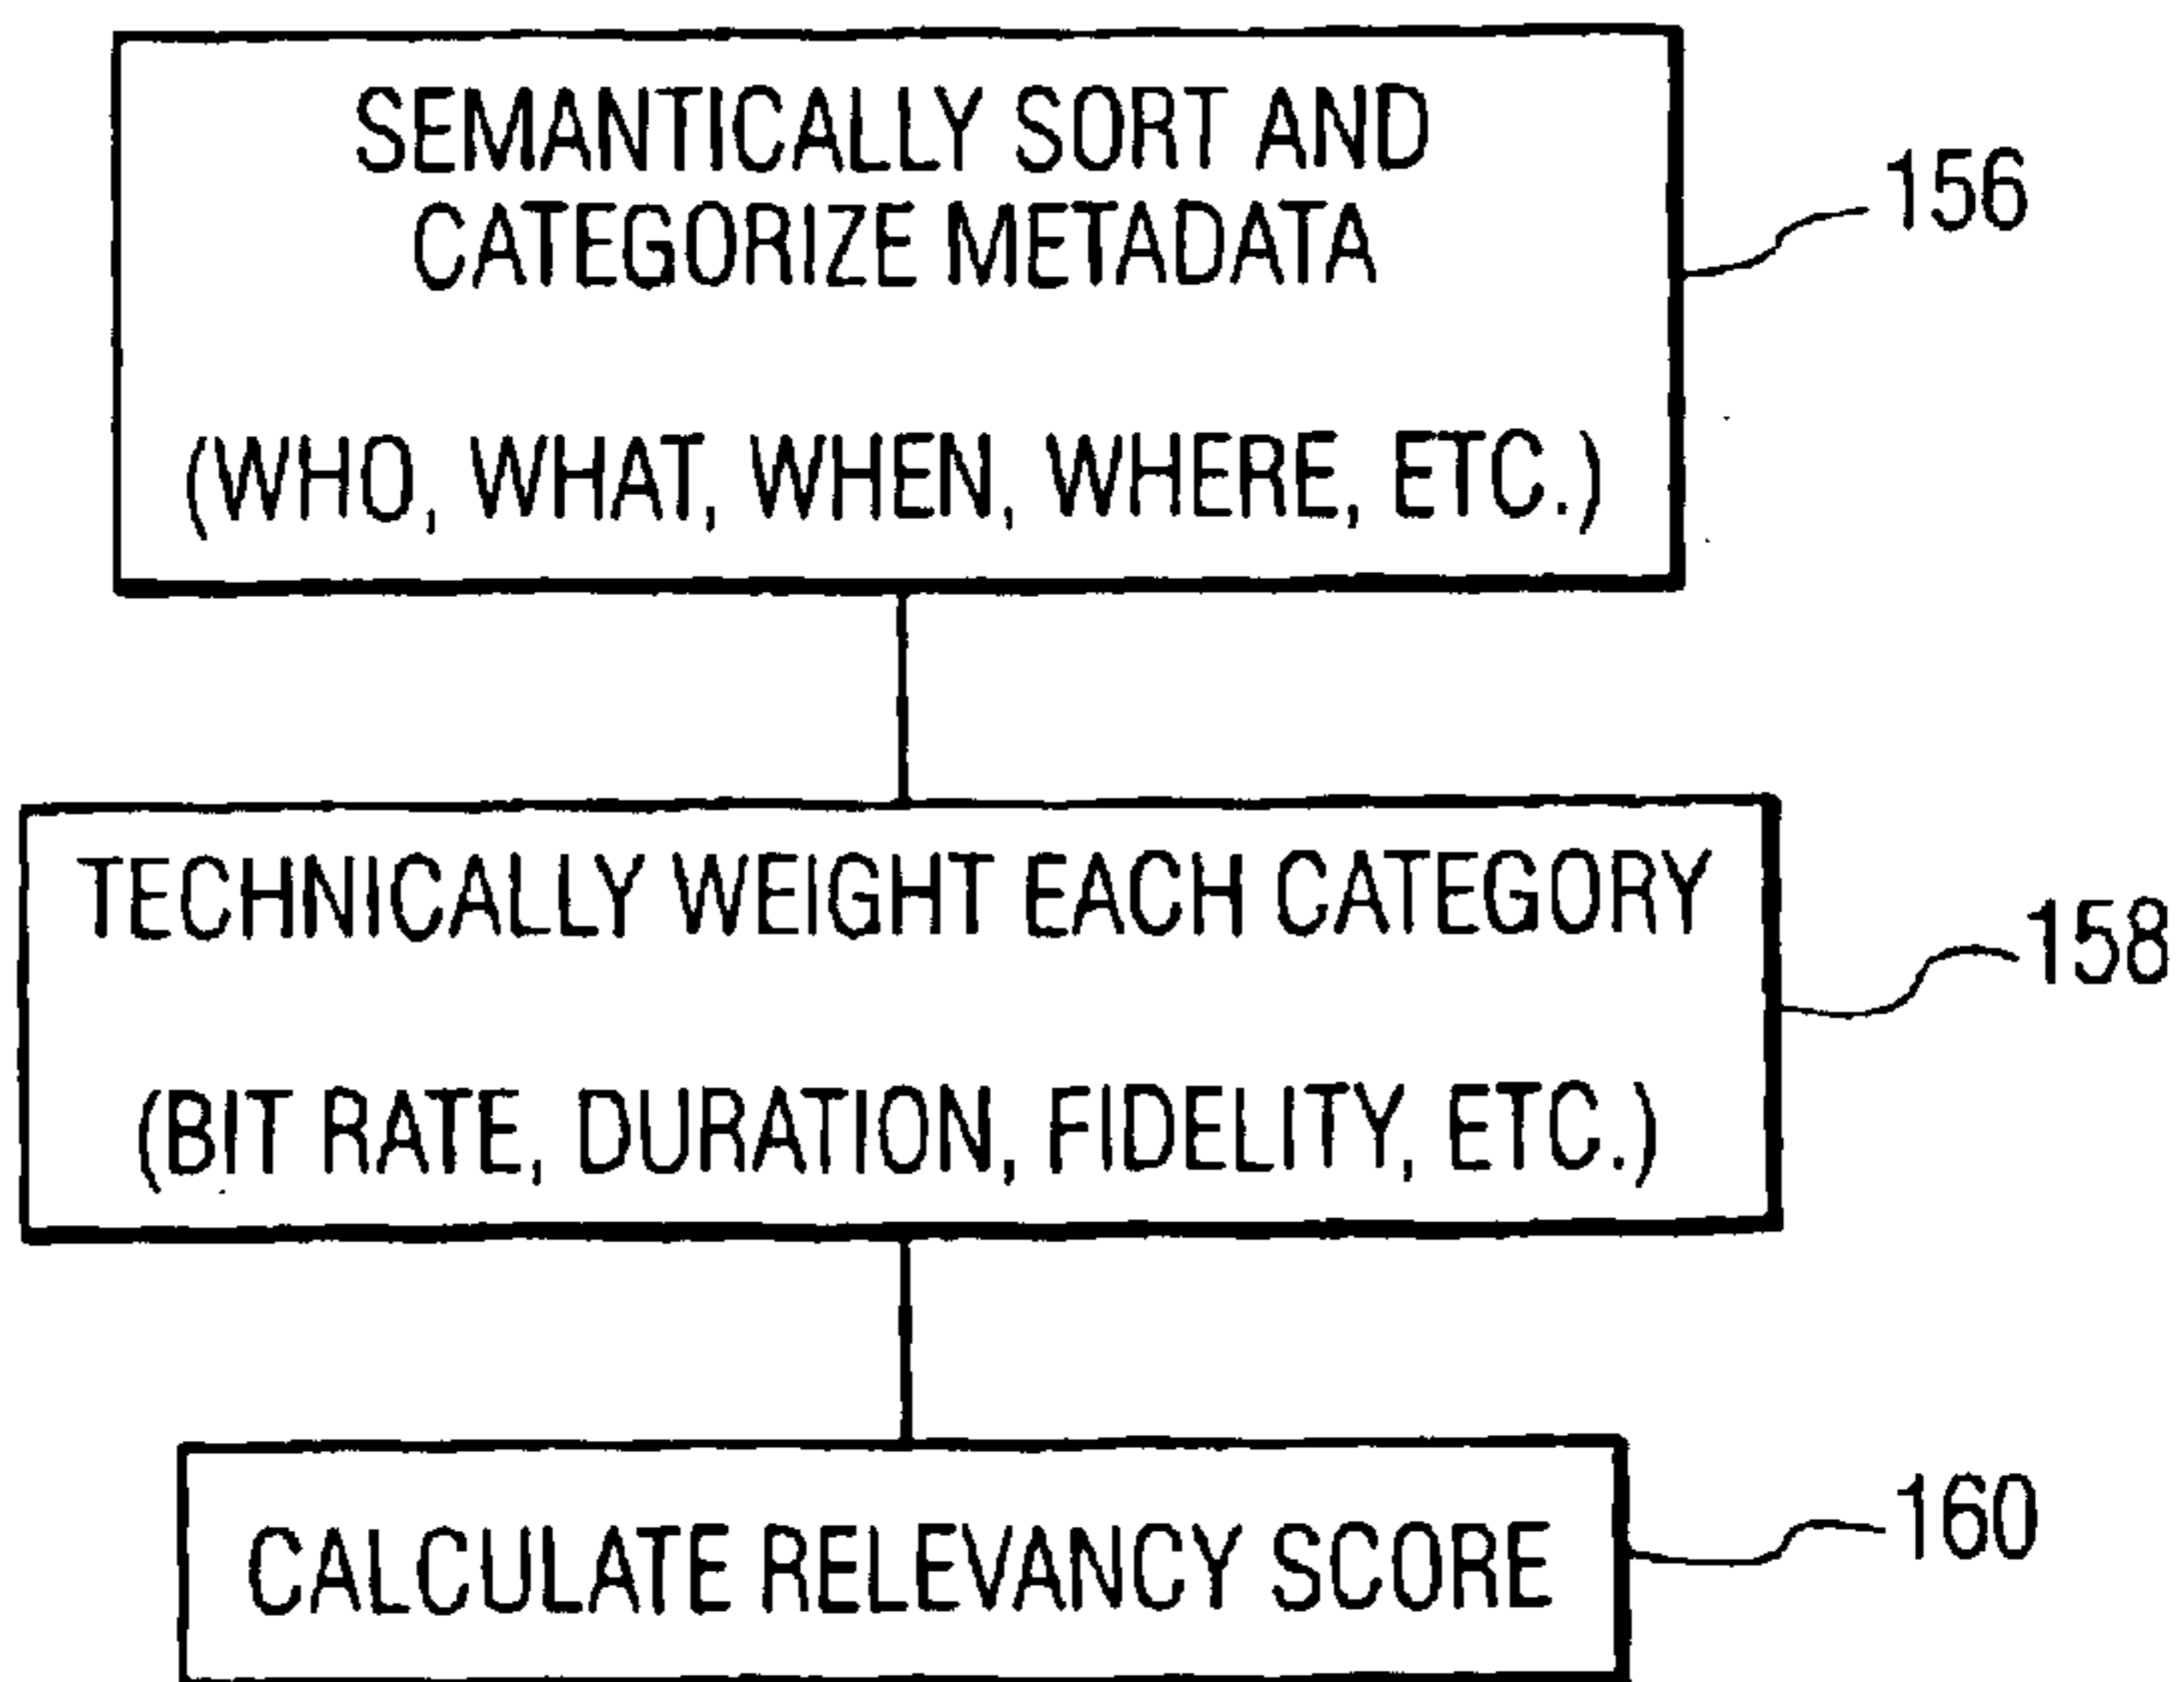 SEMANTICALLY SORT AND
CATEGORIZE METADATA
(WHO, WHAT, WHEN, WHERE, ETC.)
156
TECHNICALLY WEIGHT EACH CATEGORY
(BIT RATE, DURATION, FIDELITY, ETC.)
158
CALCULATE RELEVANCY SCORE
160